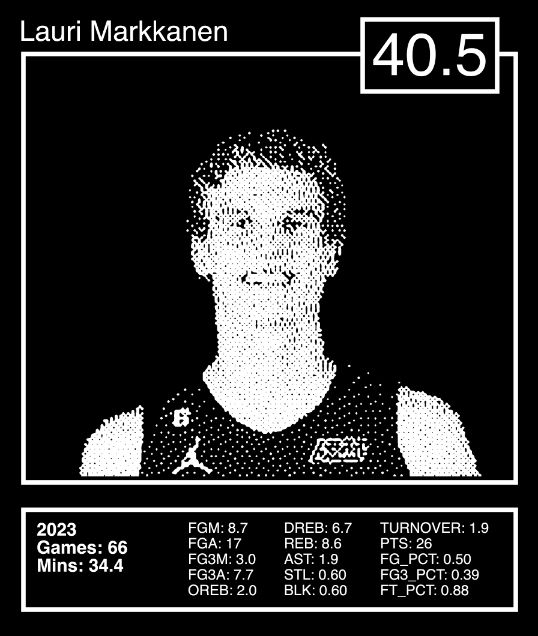 Lauri Markkanen
40.5
6
2023
Games: 66
Mins: 34.4
FGM: 8.7
FGA: 17
FG3M: 3.0
FG3A: 7.7
OREB: 2.0
DREB: 6.7
REB: 8.6
AST: 1.9
STL: 0.60
BLK: 0.60
TURNOVER: 1.9
PTS: 26
FG_PCT: 0.50
FG3_PCT: 0.39
FT_PCT: 0.88